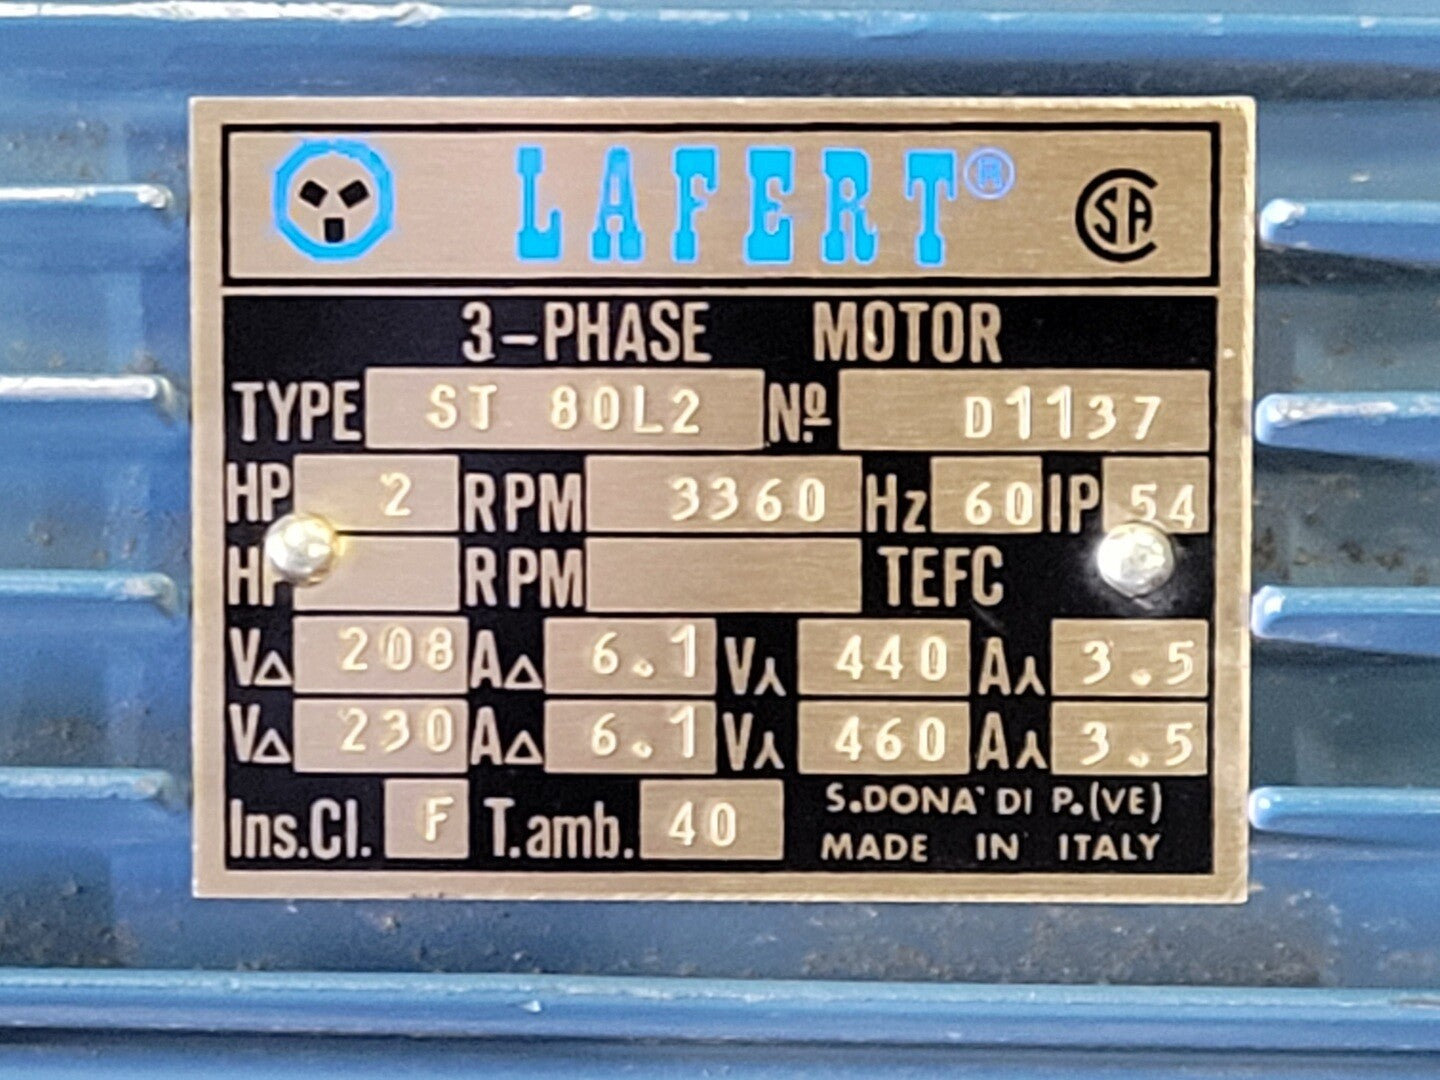 LAFERT® CSA
3-PHASE MOTOR
TYPE ST 80L2 Nº D1137
HP 2 RPM 3360 Hz 60 IP 54
HP RPM TEFC
V△ 208 A△ 6.1 V⅄ 440 A⅄ 3.5
V△ 230 A△ 6.1 V⅄ 460 A⅄ 3.5
Ins.Cl. F T.amb. 40 S.DONA' DI P.(VE)
MADE IN ITALY